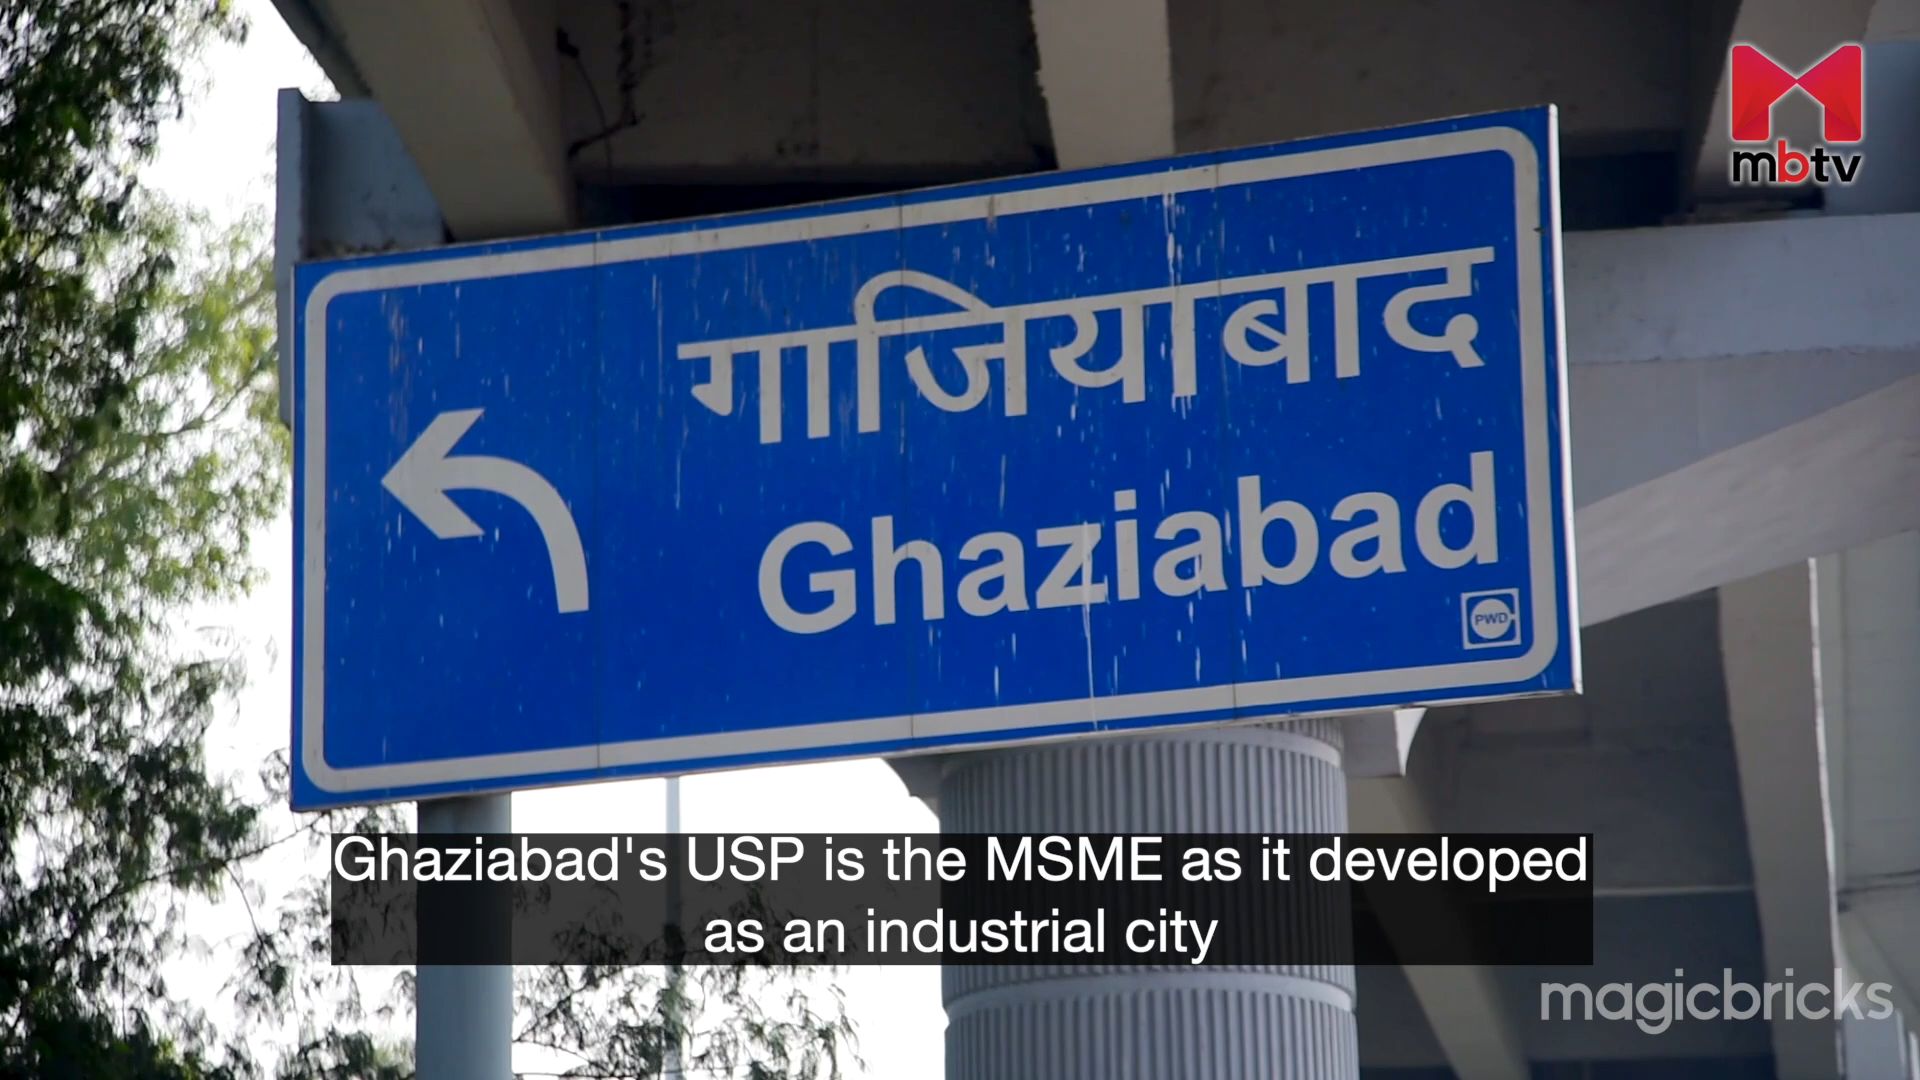 mbtv
गाजियाबाद
Ghaziabad
PWD
Ghaziabad's USP is the MSME as it developed
as an industrial city
magicbricks